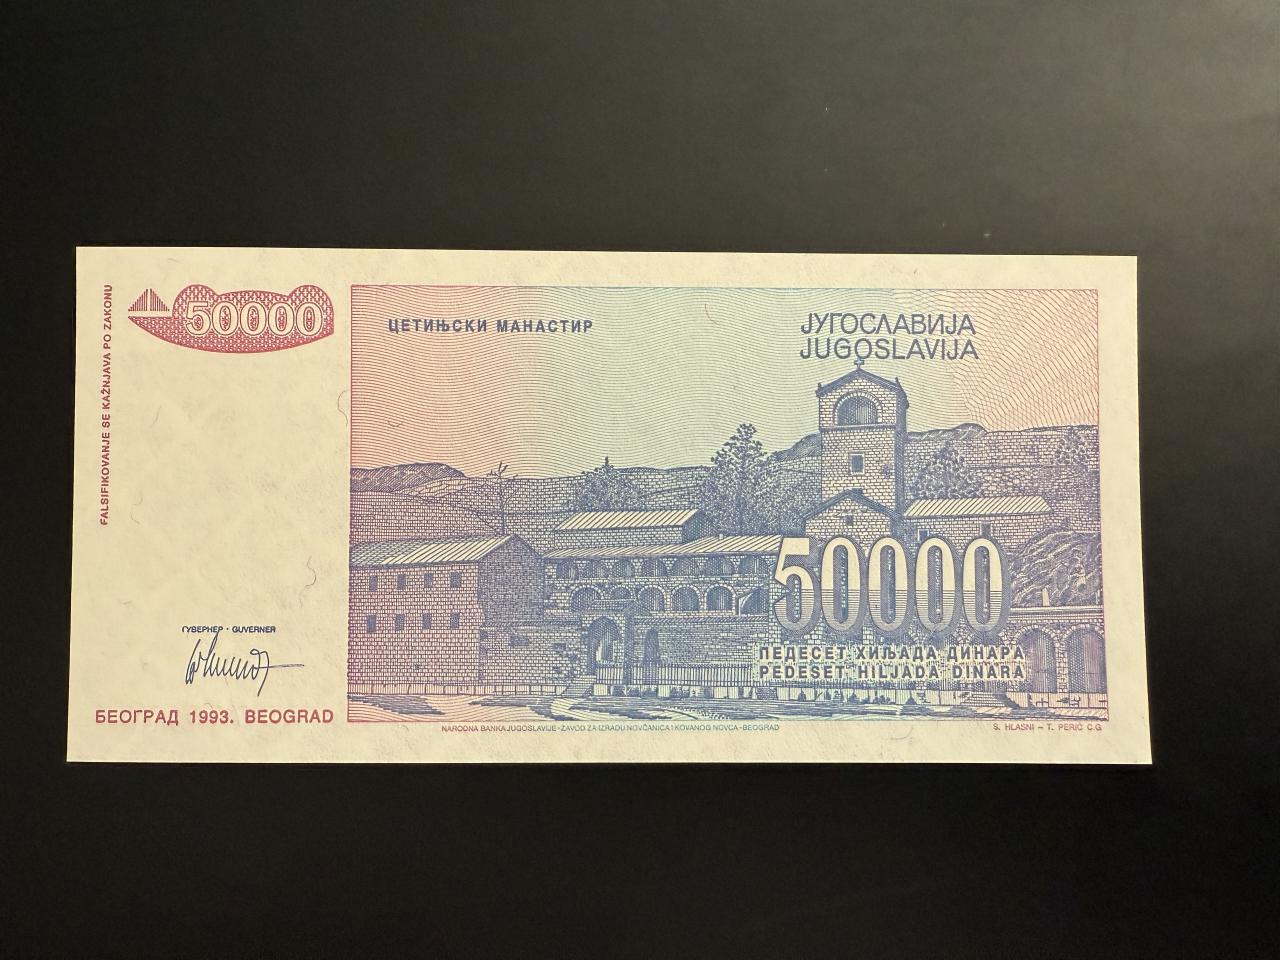 FALSIFIKOVANJE SE KAŽNJAVA PO ZAKONU
50000
ЦЕТИЊСКИ МАНАСТИР
ЈУГОСЛАВИЈА
JUGOSLAVIJA
50000
ПЕДЕСЕТ ХИЉАДА ДИНАРА
PEDESET HILJADA DINARA
ГУВЕРНЕР · GUVERNER
БЕОГРАД 1993. BEOGRAD
NARODNA BANKA JUGOSLAVIJE-ZAVOD ZA IZRADU NOVČANICA I KOVANOG NOVCA-BEOGRAD
S. HLASNI – T. PERIĆ C.G